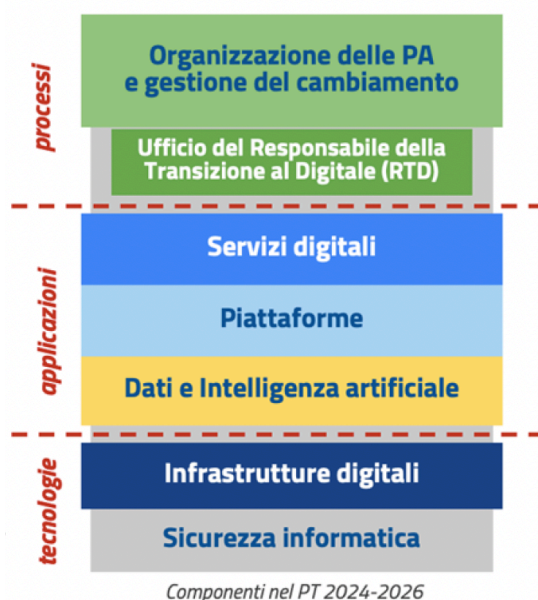 processi
Organizzazione delle PA
e gestione del cambiamento
Ufficio del Responsabile della
Transizione al Digitale (RTD)
applicazioni
Servizi digitali
Piattaforme
Dati e Intelligenza artificiale
tecnologie
Infrastrutture digitali
Sicurezza informatica
Componenti nel PT 2024-2026